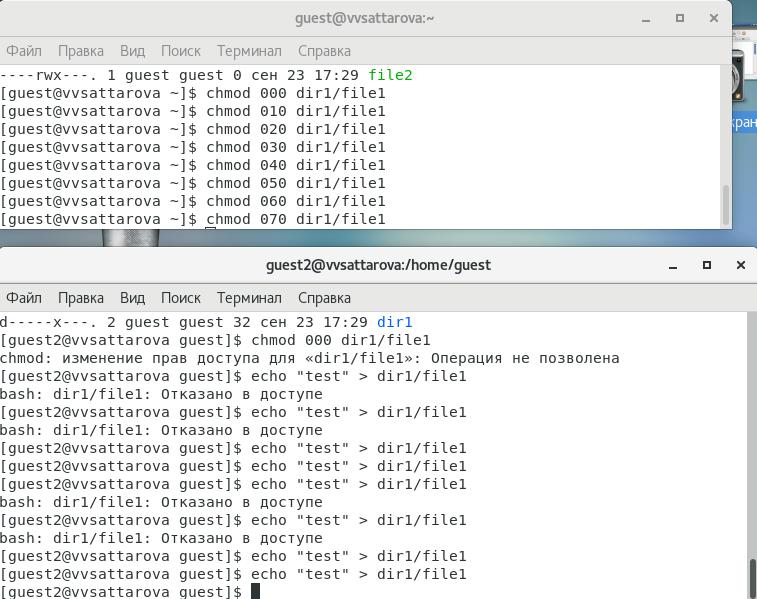 guest@vvsattarova:~
Файл Правка Вид Поиск Терминал Справка
----rwx---. 1 guest guest 0 сен 23 17:29 file2
[guest@vvsattarova ~]$ chmod 000 dir1/file1
[guest@vvsattarova ~]$ chmod 010 dir1/file1
[guest@vvsattarova ~]$ chmod 020 dir1/file1
[guest@vvsattarova ~]$ chmod 030 dir1/file1
[guest@vvsattarova ~]$ chmod 040 dir1/file1
[guest@vvsattarova ~]$ chmod 050 dir1/file1
[guest@vvsattarova ~]$ chmod 060 dir1/file1
[guest@vvsattarova ~]$ chmod 070 dir1/file1
guest2@vvsattarova:/home/guest
Файл Правка Вид Поиск Терминал Справка
d-----x---. 2 guest guest 32 сен 23 17:29 dir1
[guest2@vvsattarova guest]$ chmod 000 dir1/file1
chmod: изменение прав доступа для «dir1/file1»: Операция не позволена
[guest2@vvsattarova guest]$ echo "test" > dir1/file1
bash: dir1/file1: Отказано в доступе
[guest2@vvsattarova guest]$ echo "test" > dir1/file1
bash: dir1/file1: Отказано в доступе
[guest2@vvsattarova guest]$ echo "test" > dir1/file1
[guest2@vvsattarova guest]$ echo "test" > dir1/file1
[guest2@vvsattarova guest]$ echo "test" > dir1/file1
bash: dir1/file1: Отказано в доступе
[guest2@vvsattarova guest]$ echo "test" > dir1/file1
bash: dir1/file1: Отказано в доступе
[guest2@vvsattarova guest]$ echo "test" > dir1/file1
[guest2@vvsattarova guest]$ echo "test" > dir1/file1
[guest2@vvsattarova guest]$